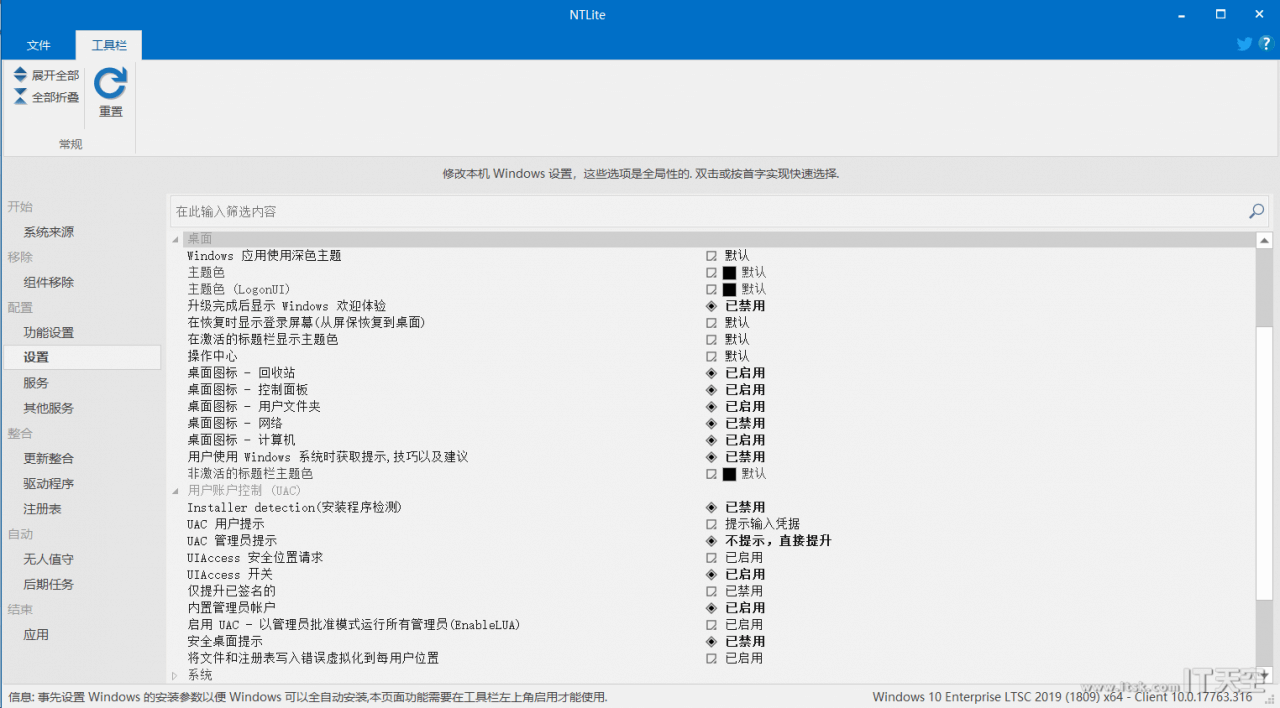 NTLite
文件 工具栏
展开全部
全部折叠
重置
常规
修改本机 Windows 设置，这些选项是全局性的. 双击或按首字实现快速选择.
开始
系统来源
移除
组件移除
配置
功能设置
设置
服务
其他服务
整合
更新整合
驱动程序
注册表
自动
无人值守
后期任务
结束
应用
在此输入筛选内容
桌面
Windows 应用使用深色主题 默认
主题色 默认
主题色 (LogonUI) 默认
升级完成后显示 Windows 欢迎体验 已禁用
在恢复时显示登录屏幕(从屏保恢复到桌面) 默认
在激活的标题栏显示主题色 默认
操作中心 默认
桌面图标 - 回收站 已启用
桌面图标 - 控制面板 已启用
桌面图标 - 用户文件夹 已启用
桌面图标 - 网络 已禁用
桌面图标 - 计算机 已启用
用户使用 Windows 系统时获取提示,技巧以及建议 已禁用
非激活的标题栏主题色 默认
用户账户控制 (UAC)
Installer detection(安装程序检测) 已禁用
UAC 用户提示 提示输入凭据
UAC 管理员提示 不提示，直接提升
UIAccess 安全位置请求 已启用
UIAccess 开关 已启用
仅提升已签名的 已禁用
内置管理员帐户 已启用
启用 UAC - 以管理员批准模式运行所有管理员(EnableLUA) 已启用
安全桌面提示 已禁用
将文件和注册表写入错误虚拟化到每用户位置 已启用
系统
信息: 事先设置 Windows 的安装参数以便 Windows 可以全自动安装,本页面功能需要在工具栏左上角启用才能使用.
Windows 10 Enterprise LTSC 2019 (1809) x64 - Client 10.0.17763.316
www.itsk.com IT天空